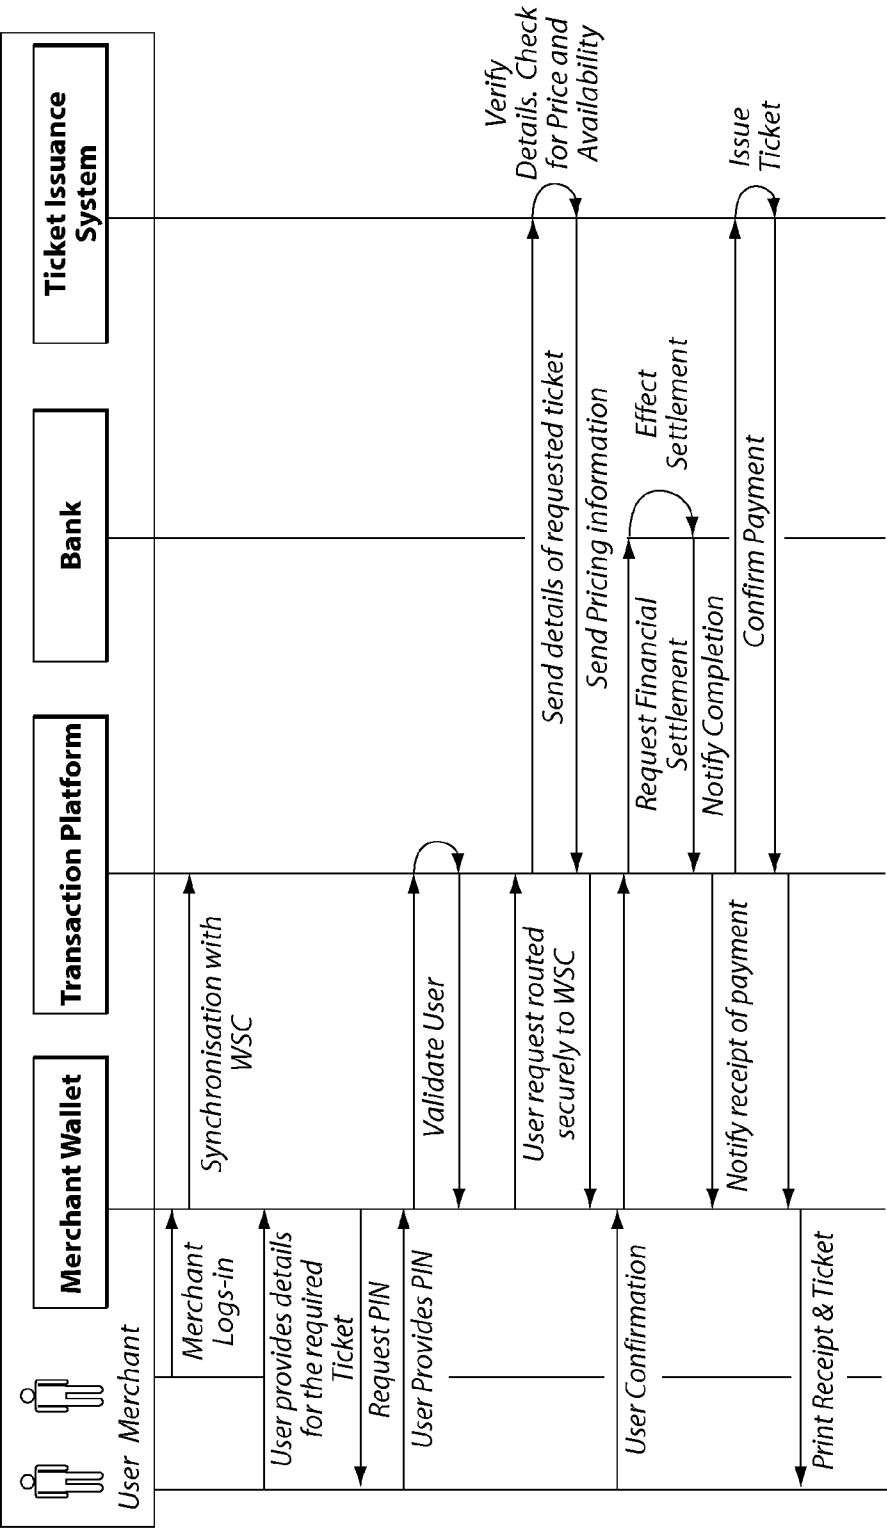 User
Merchant
Merchant Wallet
Transaction Platform
Bank
Ticket Issuance
System
Merchant
Logs-in
Synchronisation with
WSC
User provides details
for the required
Ticket
Request PIN
User Provides PIN
Validate User
User request routed
securely to WSC
Send details of requested ticket
Verify
Details. Check
for Price and
Availability
Send Pricing information
User Confirmation
Request Financial
Settlement
Effect
Settlement
Notify Completion
Notify receipt of payment
Confirm Payment
Issue
Ticket
Print Receipt & Ticket